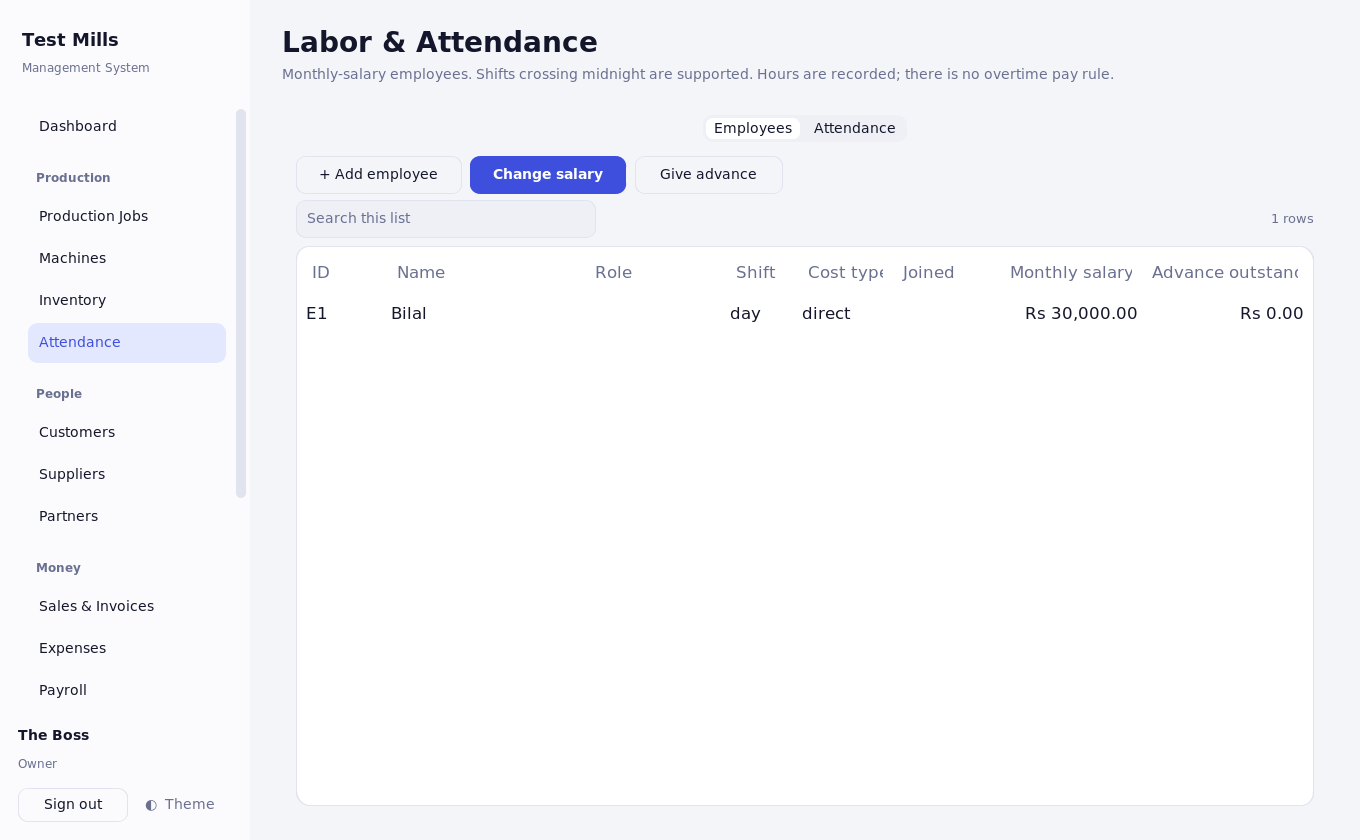 Test Mills
Management System
Dashboard
Production
Production Jobs
Machines
Inventory
Attendance
People
Customers
Suppliers
Partners
Money
Sales & Invoices
Expenses
Payroll
The Boss
Owner
Sign out
Theme
Labor & Attendance
Monthly-salary employees. Shifts crossing midnight are supported. Hours are recorded; there is no overtime pay rule.
Employees Attendance
+ Add employee Change salary Give advance
Search this list 1 rows
ID Name Role Shift Cost type Joined Monthly salary Advance outstand
E1 Bilal day direct Rs 30,000.00 Rs 0.00